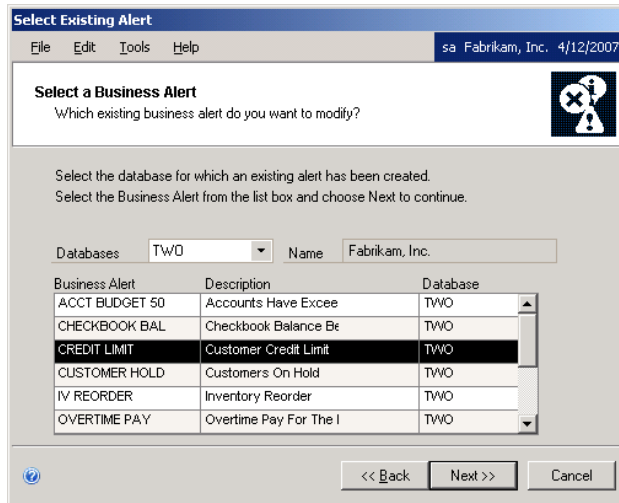 Select Existing Alert
File Edit Tools Help sa Fabrikam, Inc. 4/12/2007
Select a Business Alert
Which existing business alert do you want to modify?
Select the database for which an existing alert has been created.
Select the Business Alert from the list box and choose Next to continue.
Databases TWO Name Fabrikam, Inc.
Business Alert Description Database
ACCT BUDGET 50 Accounts Have Excee TWO
CHECKBOOK BAL Checkbook Balance Be TWO
CREDIT LIMIT Customer Credit Limit TWO
CUSTOMER HOLD Customers On Hold TWO
IV REORDER Inventory Reorder TWO
OVERTIME PAY Overtime Pay For The I TWO
<< Back Next >> Cancel